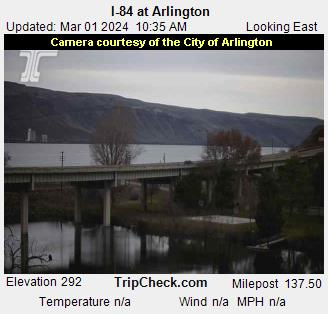 I-84 at Arlington
Updated: Mar 01 2024 10:35 AM Looking East
Camera courtesy of the City of Arlington
Elevation 292 TripCheck.com Milepost 137.50
Temperature n/a Wind n/a MPH n/a